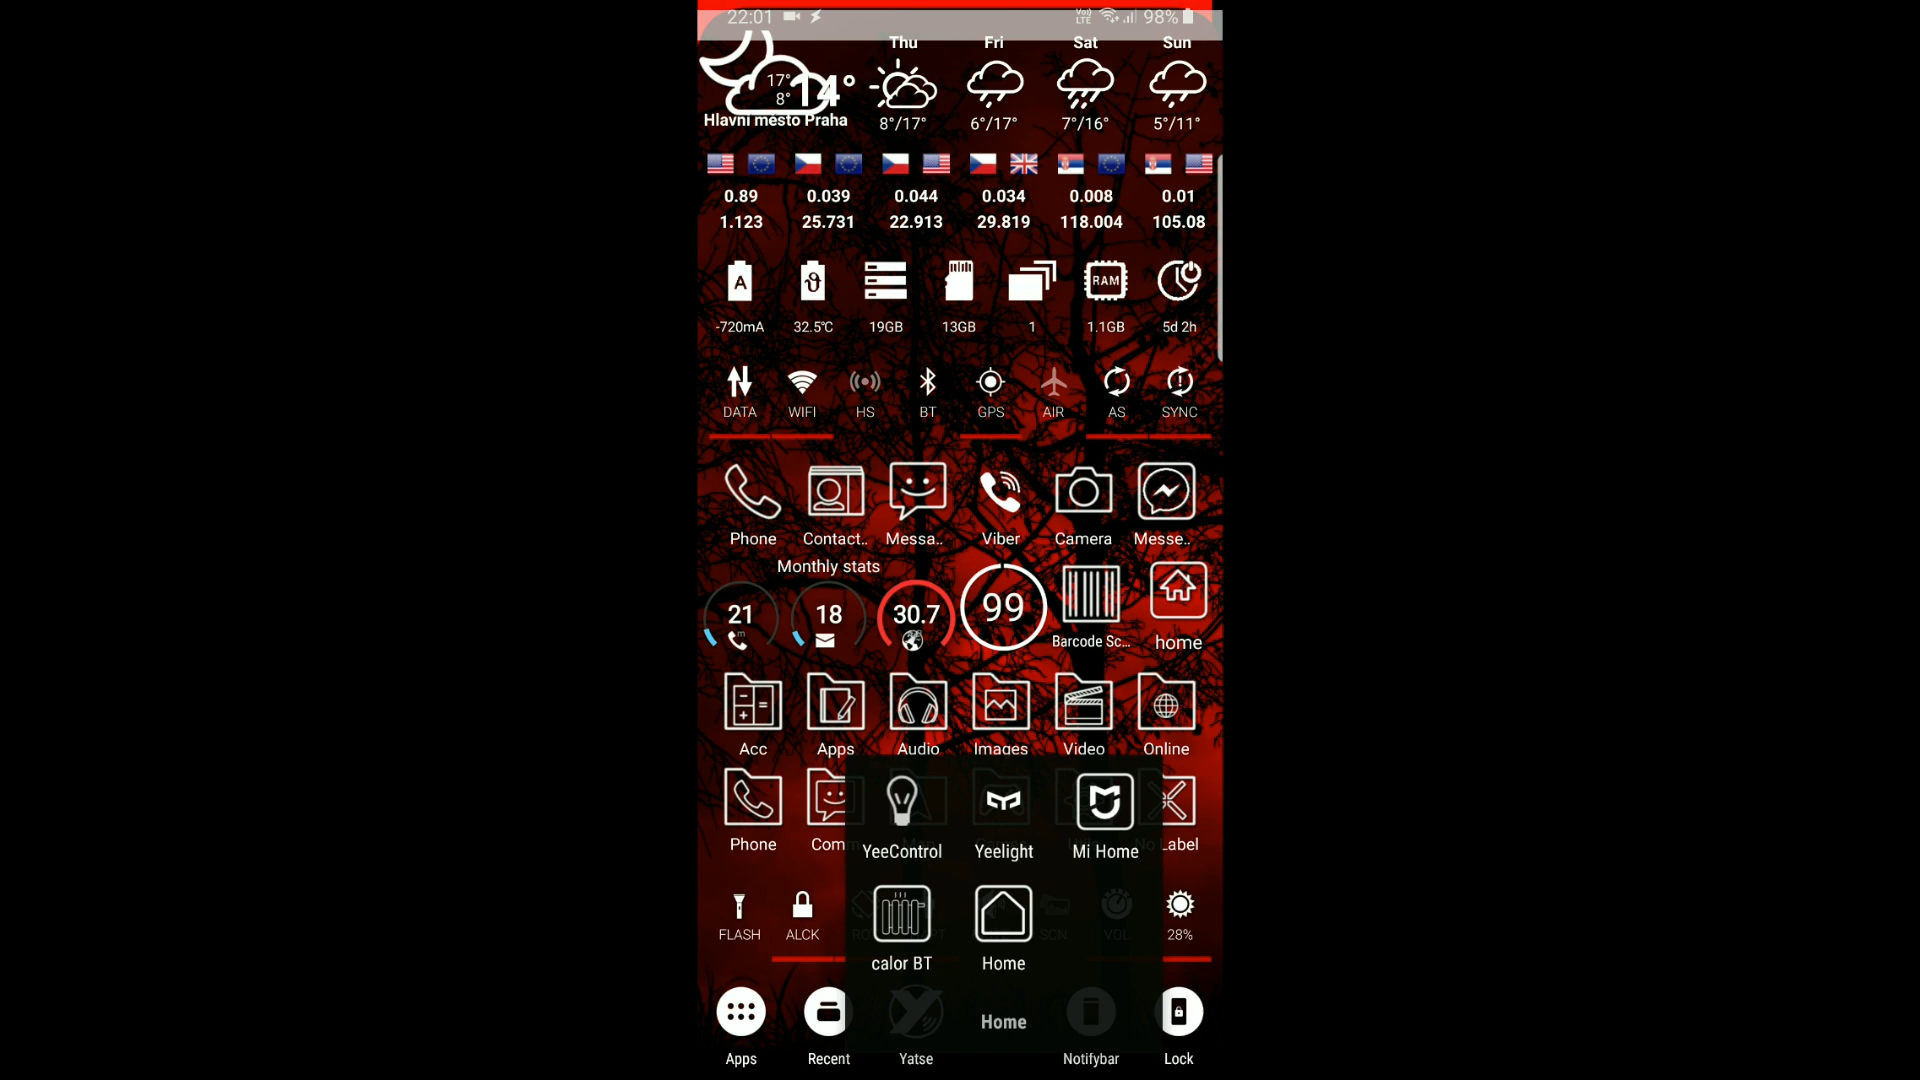 22:01 Vo) LTE 98%
Thu Fri Sat Sun
17° 14°
8°
Hlavní město Praha 8°/17° 6°/17° 7°/16° 5°/11°
0.89 0.039 0.044 0.034 0.008 0.01
1.123 25.731 22.913 29.819 118.004 105.08
A RAM
-720mA 32.5℃ 19GB 13GB 1 1.1GB 5d 2h
DATA WIFI HS BT GPS AIR AS SYNC
Phone Contact.. Messa.. Viber Camera Messe..
Monthly stats
21 18 30.7 99
Barcode Sc... home
Acc Apps Audio Images Video Online
Phone Com Label
YeeControl Yeelight Mi Home
FLASH ALCK SCN VOL 28%
calor BT Home
Home
Apps Recent Yatse Notifybar Lock